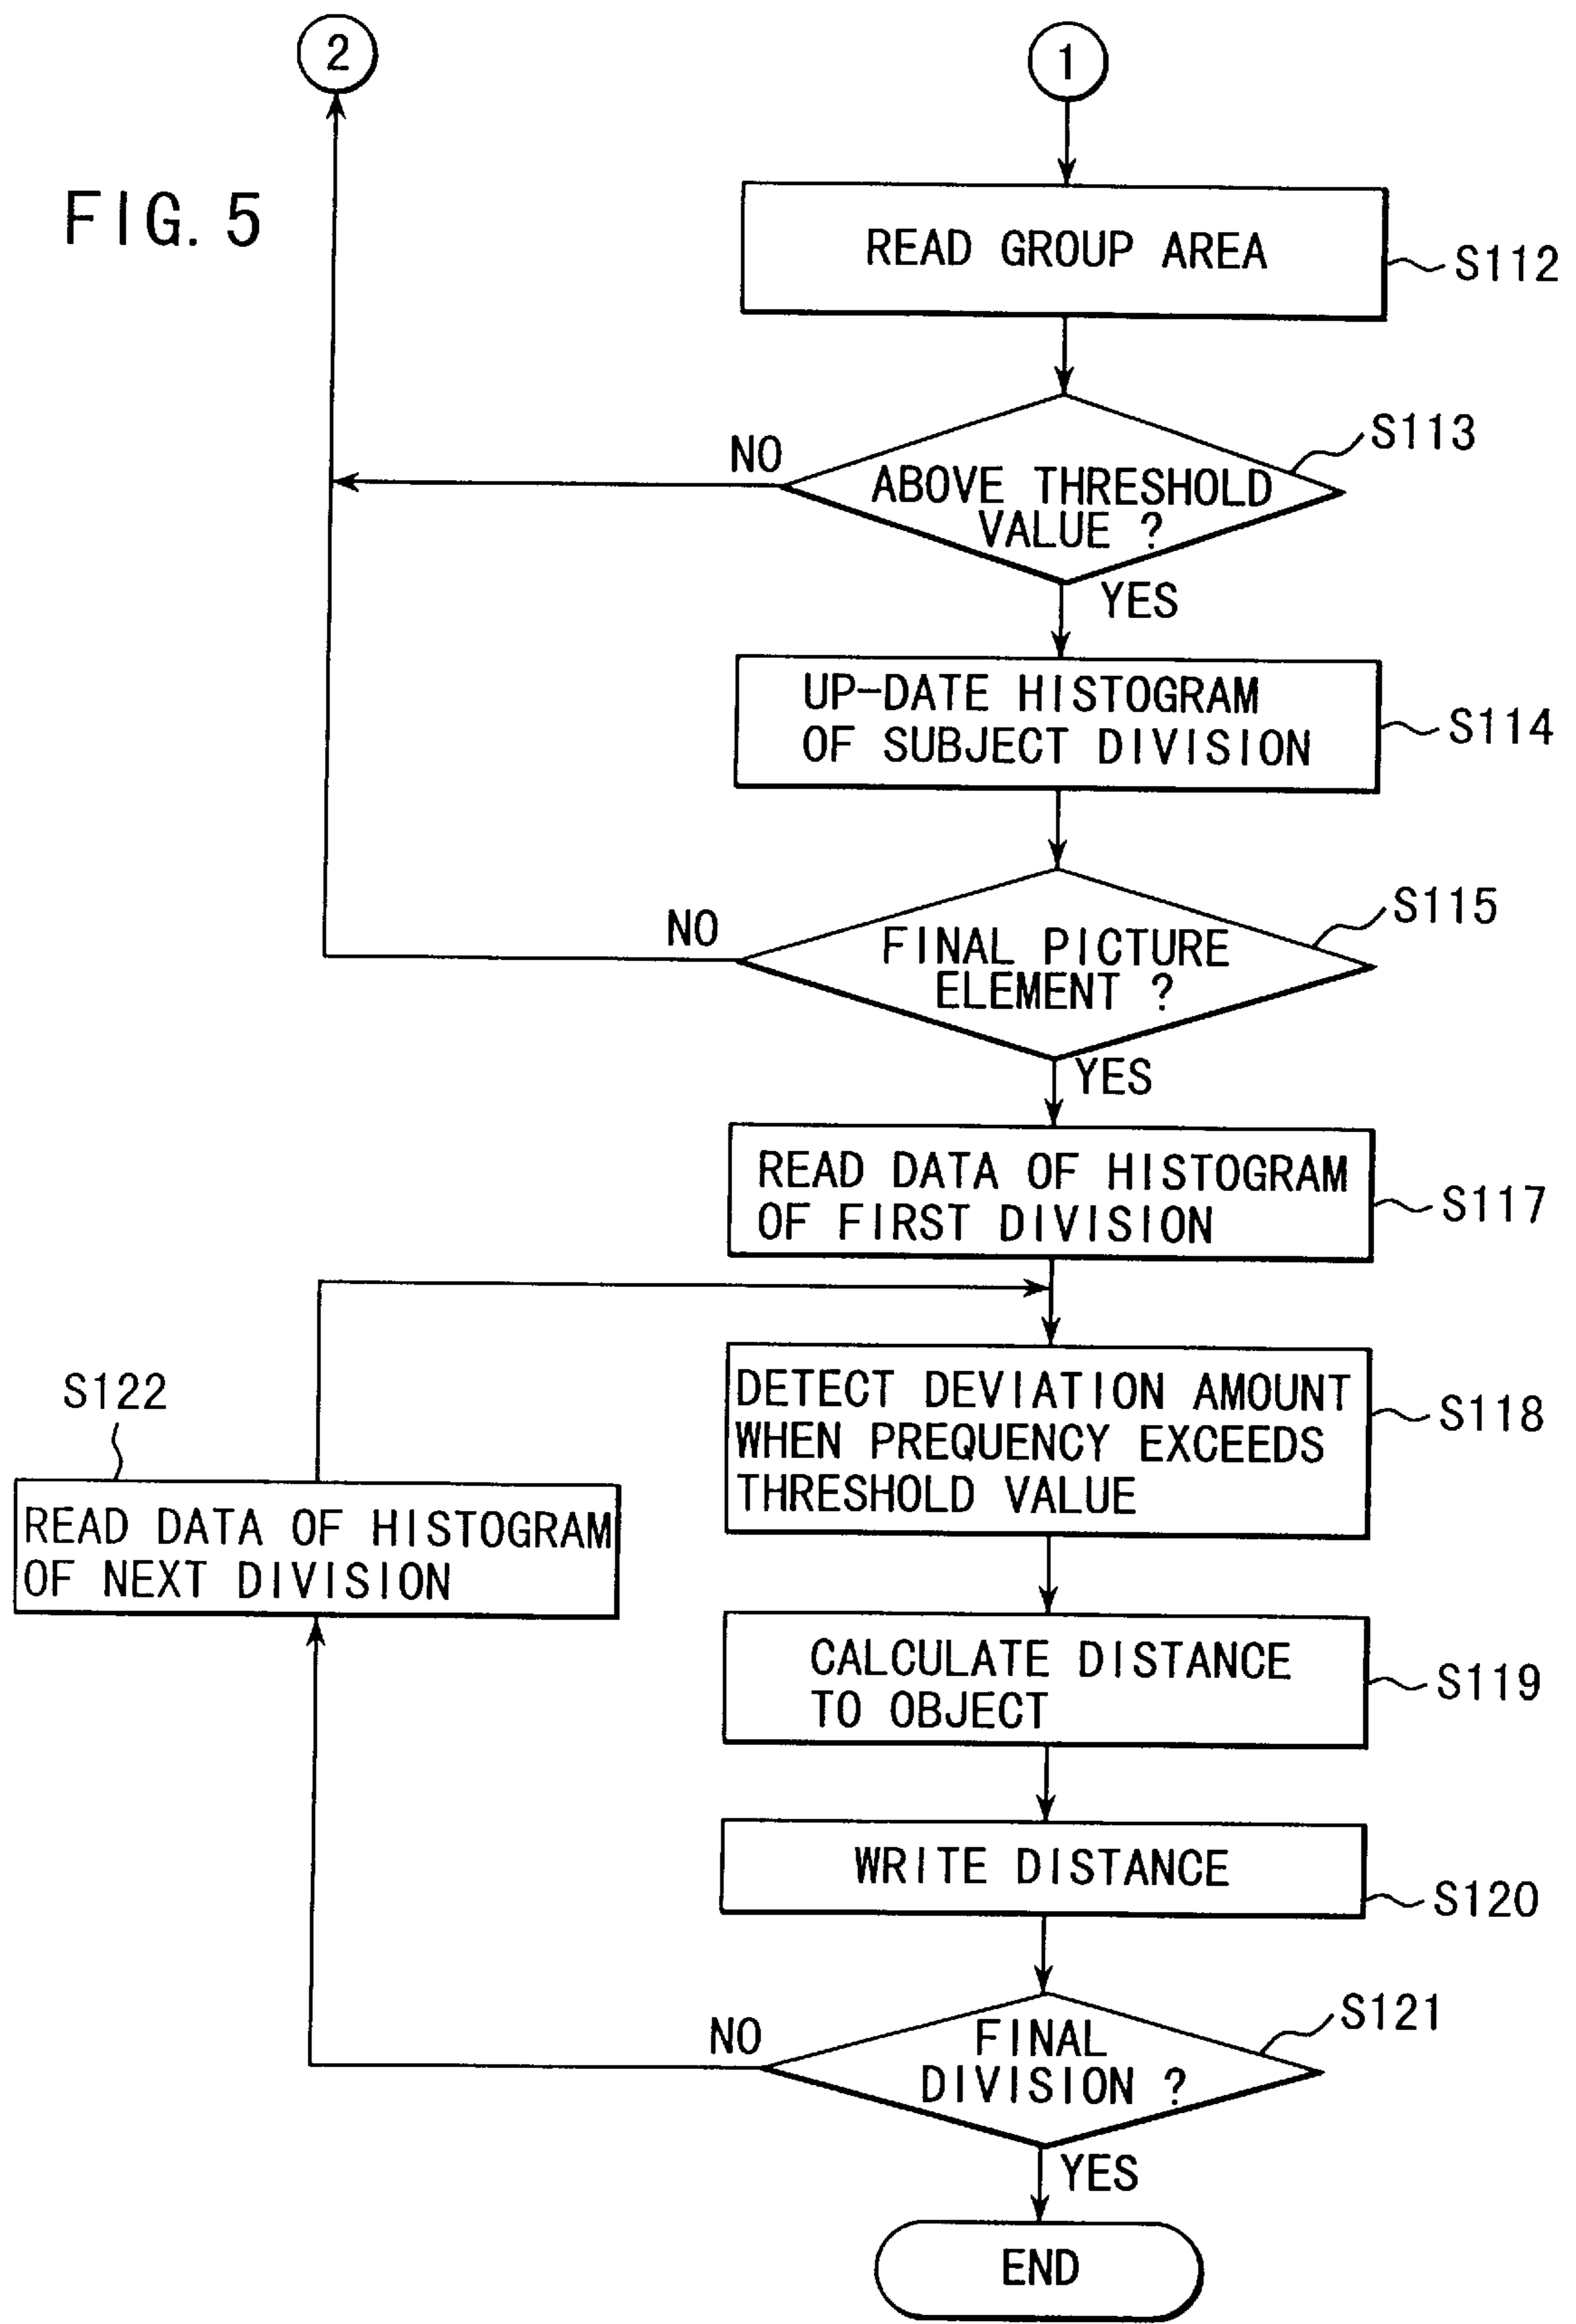 2
1
FIG. 5
READ GROUP AREA
S112
S113
NO
ABOVE THRESHOLD
VALUE ?
YES
UP-DATE HISTOGRAM
OF SUBJECT DIVISION
S114
S115
NO
FINAL PICTURE
ELEMENT ?
YES
READ DATA OF HISTOGRAM
OF FIRST DIVISION
S117
DETECT DEVIATION AMOUNT
WHEN PREQUENCY EXCEEDS
THRESHOLD VALUE
S118
S122
READ DATA OF HISTOGRAM
OF NEXT DIVISION
CALCULATE DISTANCE
TO OBJECT
S119
WRITE DISTANCE
S120
S121
NO
FINAL
DIVISION ?
YES
END